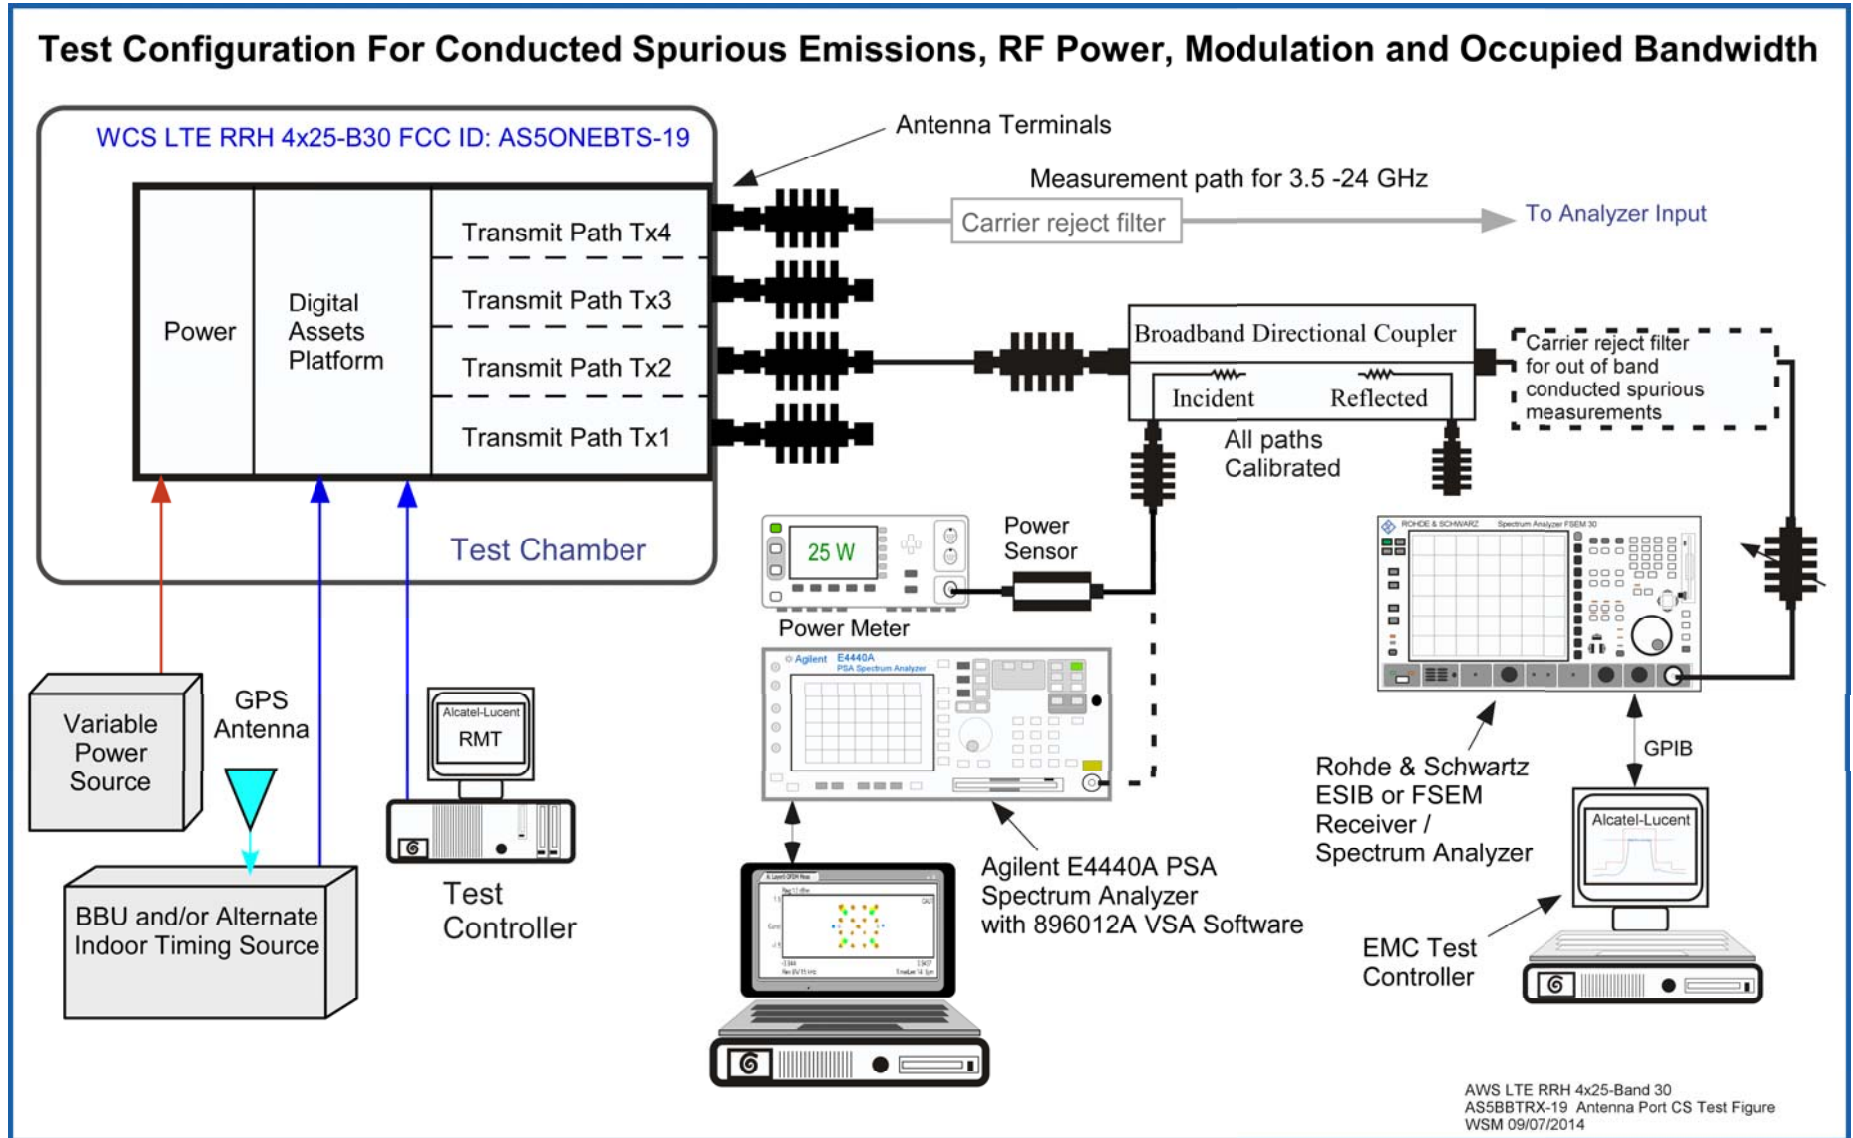 Test Configuration For Conducted Spurious Emissions, RF Power, Modulation and Occupied Bandwidth
WCS LTE RRH 4x25-B30 FCC ID: AS5ONEBTS-19
Antenna Terminals
Measurement path for 3.5 -24 GHz
Carrier reject filter
To Analyzer Input
Power
Digital
Assets
Platform
Transmit Path Tx4
Transmit Path Tx3
Transmit Path Tx2
Transmit Path Tx1
Test Chamber
Broadband Directional Coupler
Incident
Reflected
All paths
Calibrated
Carrier reject filter
for out of band
conducted spurious
measurements
25 W
Power
Sensor
Power Meter
ROHDE & SCHWARZ
Spectrum Analyzer FSEM 30
Agilent
E4440A
PSA Spectrum Analyzer
Variable
Power
Source
GPS
Antenna
Alcatel-Lucent
RMT
Test
Controller
BBU and/or Alternate
Indoor Timing Source
Agilent E4440A PSA
Spectrum Analyzer
with 896012A VSA Software
Rohde & Schwartz
ESIB or FSEM
Receiver /
Spectrum Analyzer
GPIB
Alcatel-Lucent
EMC Test
Controller
AWS LTE RRH 4x25-Band 30
AS5BBTRX-19 Antenna Port CS Test Figure
WSM 09/07/2014